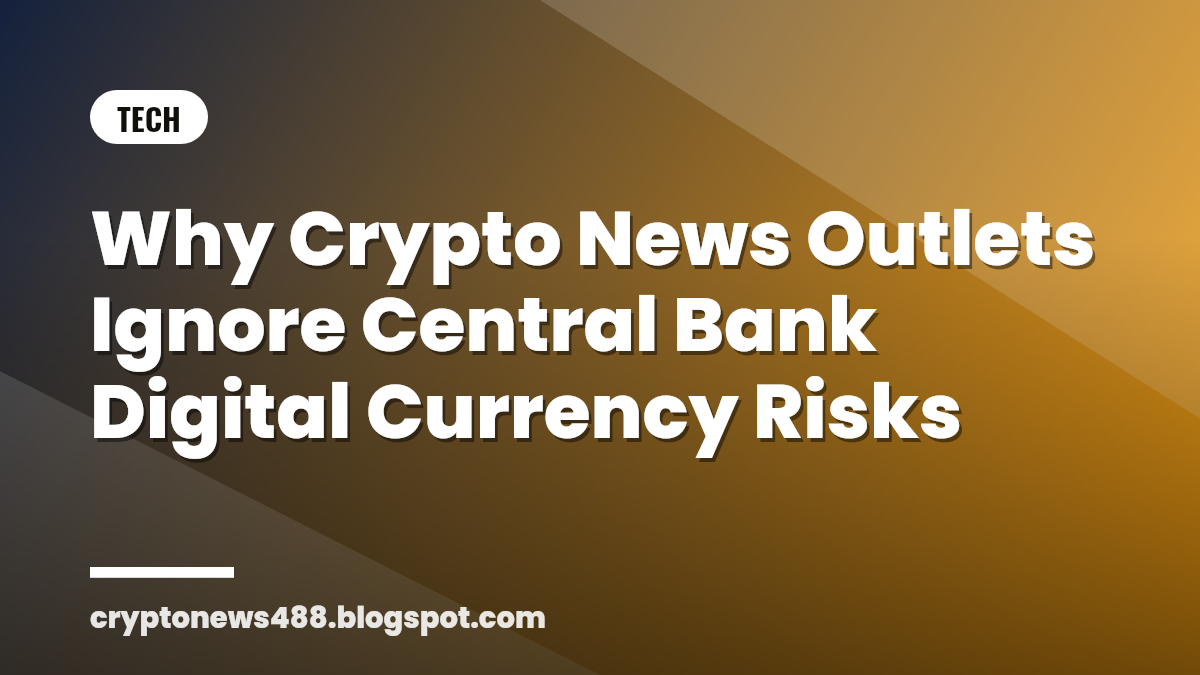 TECH
Why Crypto News Outlets
Ignore Central Bank
Digital Currency Risks
cryptonews488.blogspot.com